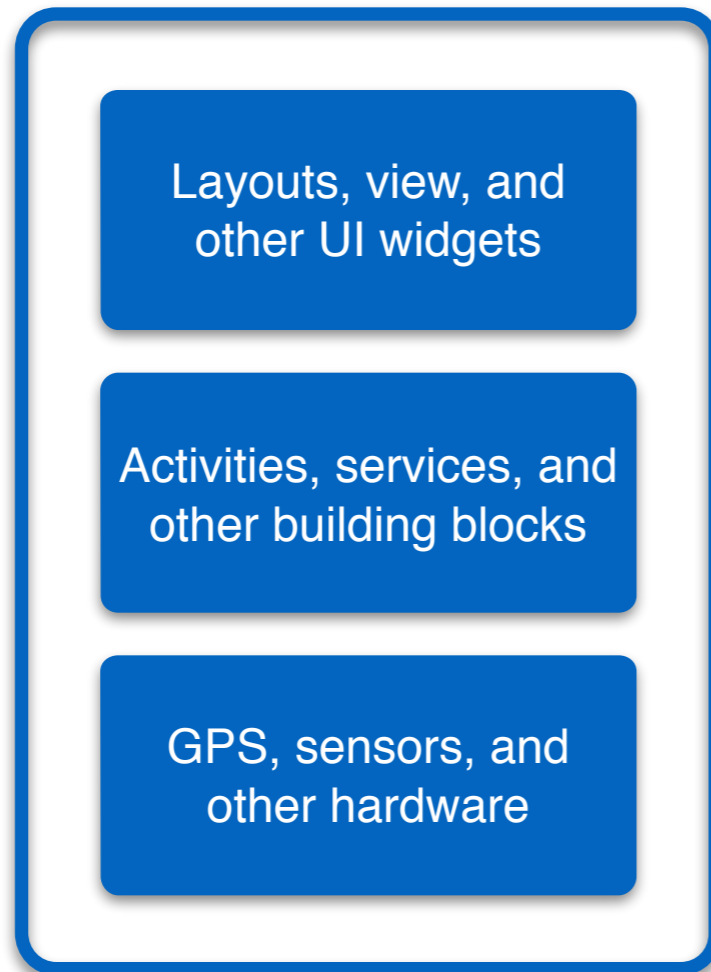 Layouts, view, and
other UI widgets
Activities, services, and
other building blocks
GPS, sensors, and
other hardware